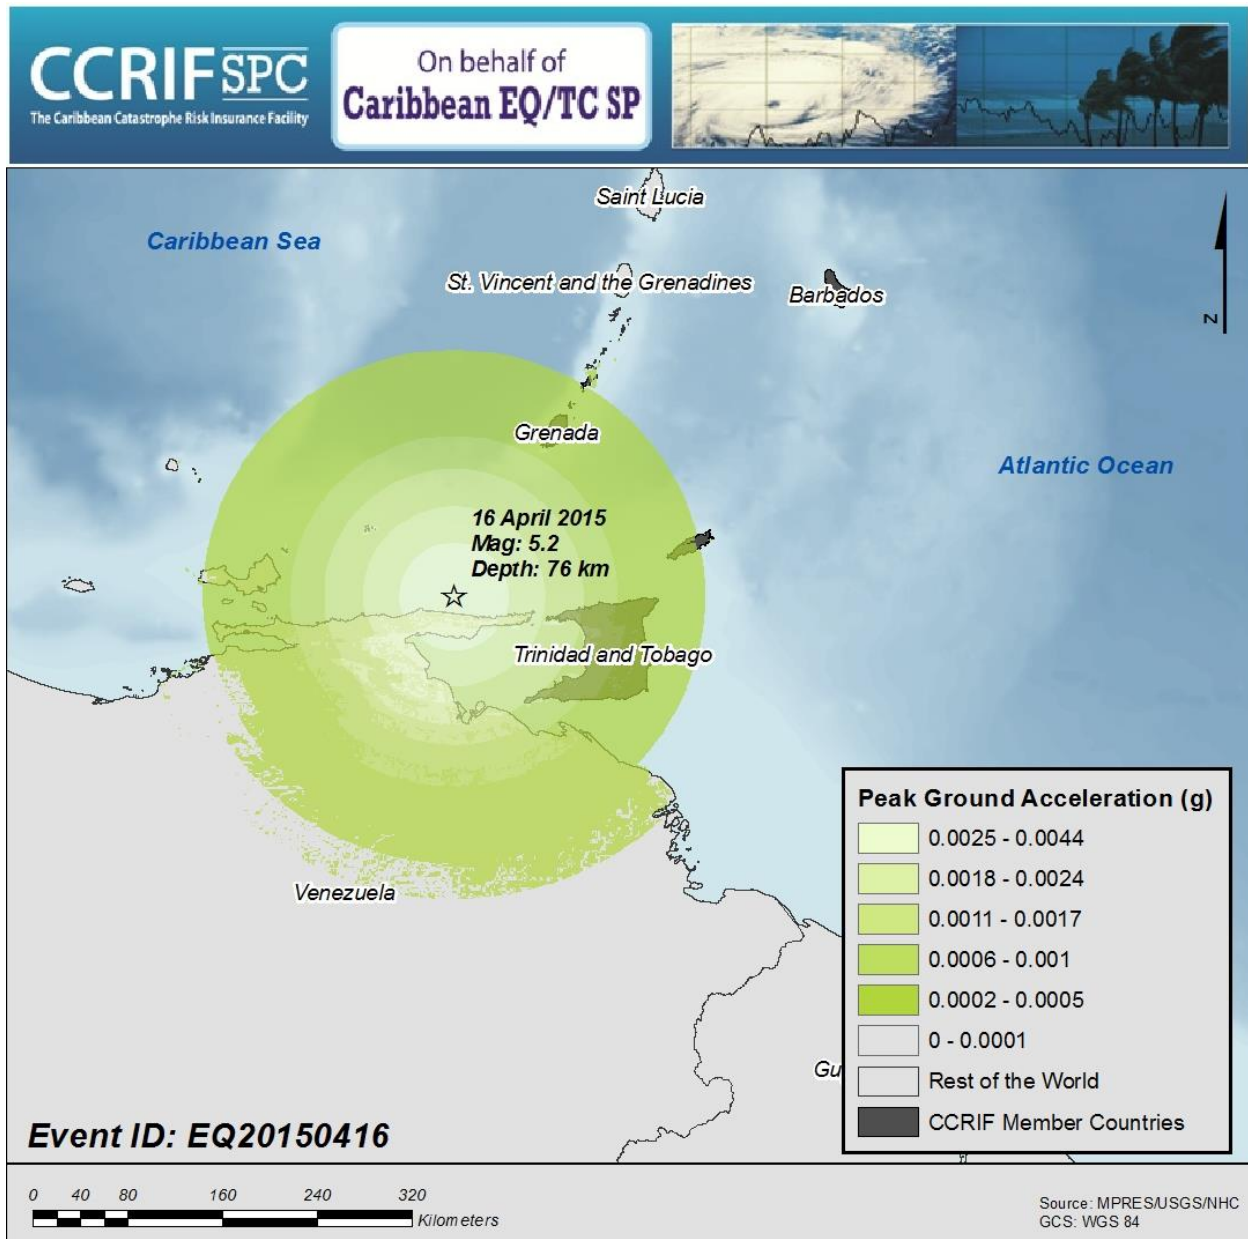 CCRIF SPC
The Caribbean Catastrophe Risk Insurance Facility
On behalf of
Caribbean EQ/TC SP
Saint Lucia
Caribbean Sea
St. Vincent and the Grenadines
Barbados
N
Grenada
Atlantic Ocean
16 April 2015
Mag: 5.2
Depth: 76 km
Trinidad and Tobago
Venezuela
Peak Ground Acceleration (g)
0.0025 - 0.0044
0.0018 - 0.0024
0.0011 - 0.0017
0.0006 - 0.001
0.0002 - 0.0005
0 - 0.0001
Rest of the World
CCRIF Member Countries
Gu
Event ID: EQ20150416
0 40 80 160 240 320
Kilometers
Source: MPRES/USGS/NHC
GCS: WGS 84